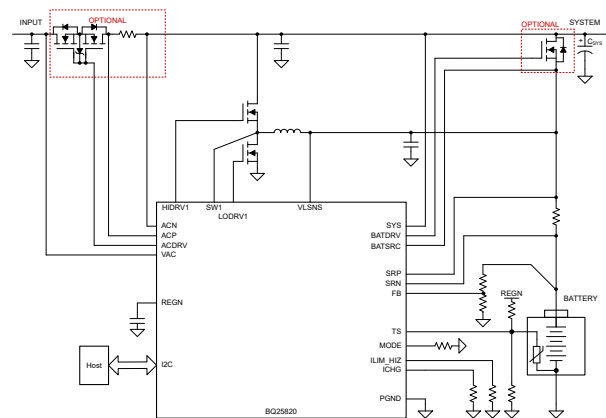 INPUT
OPTIONAL
OPTIONAL
SYSTEM
+
CSYS
HIDRV1
SW1
LODRV1
VLSNS
ACN
ACP
ACDRV
VAC
REGN
I2C
Host
SYS
BATDRV
BATSRC
SRP
SRN
FB
TS
MODE
ILIM_HIZ
ICHG
PGND
REGN
BATTERY
BQ25820